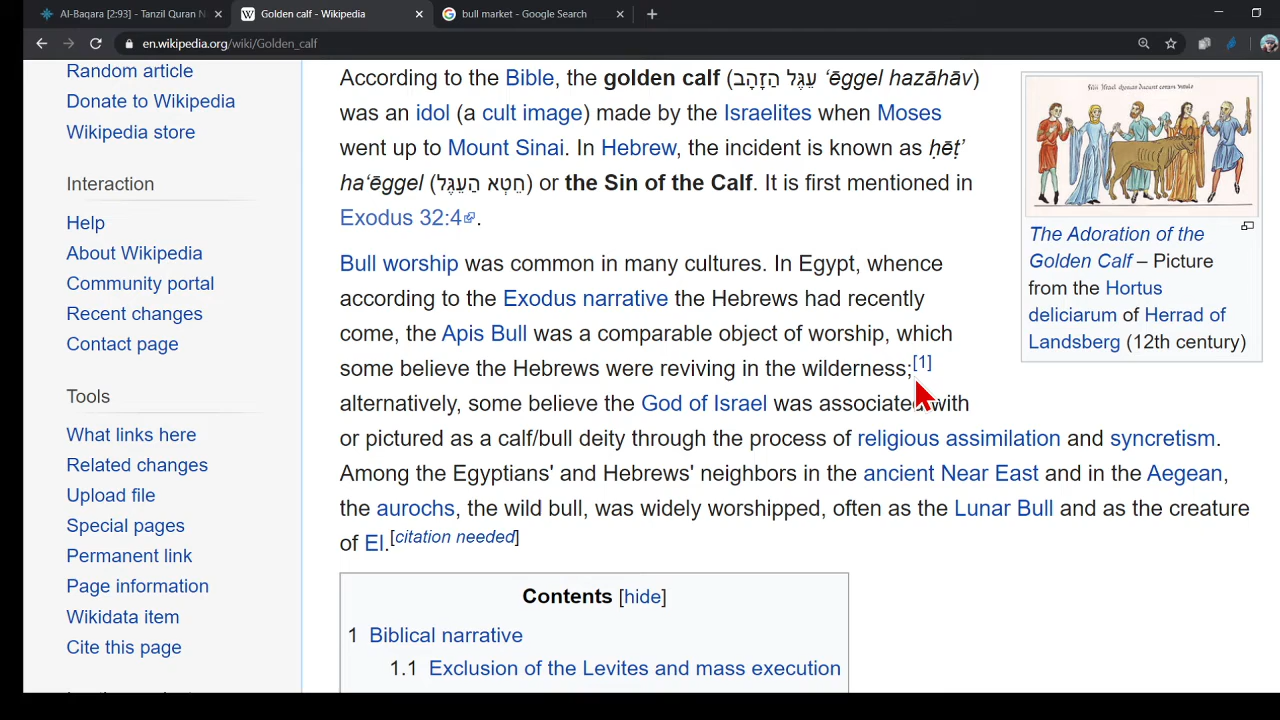 Al-Baqara [2:93] - Tanzil Quran N
Golden calf - Wikipedia
bull market - Google Search
en.wikipedia.org/wiki/Golden_calf
Random article
Donate to Wikipedia
Wikipedia store
Interaction
Help
About Wikipedia
Community portal
Recent changes
Contact page
Tools
What links here
Related changes
Upload file
Special pages
Permanent link
Page information
Wikidata item
Cite this page
According to the Bible, the golden calf (עֵגֶּל הַזָהָב ‘ēggel hazāhāv)
was an idol (a cult image) made by the Israelites when Moses
went up to Mount Sinai. In Hebrew, the incident is known as ḥēṭ’
ha‘ēggel (חֵטְא הַעֵגֶּל) or the Sin of the Calf. It is first mentioned in
Exodus 32:4.
Bull worship was common in many cultures. In Egypt, whence
according to the Exodus narrative the Hebrews had recently
come, the Apis Bull was a comparable object of worship, which
some believe the Hebrews were reviving in the wilderness;[1]
alternatively, some believe the God of Israel was associated with
or pictured as a calf/bull deity through the process of religious assimilation and syncretism.
Among the Egyptians' and Hebrews' neighbors in the ancient Near East and in the Aegean,
the aurochs, the wild bull, was widely worshipped, often as the Lunar Bull and as the creature
of El.[citation needed]
The Adoration of the
Golden Calf – Picture
from the Hortus
deliciarum of Herrad of
Landsberg (12th century)
Contents [hide]
1 Biblical narrative
1.1 Exclusion of the Levites and mass execution